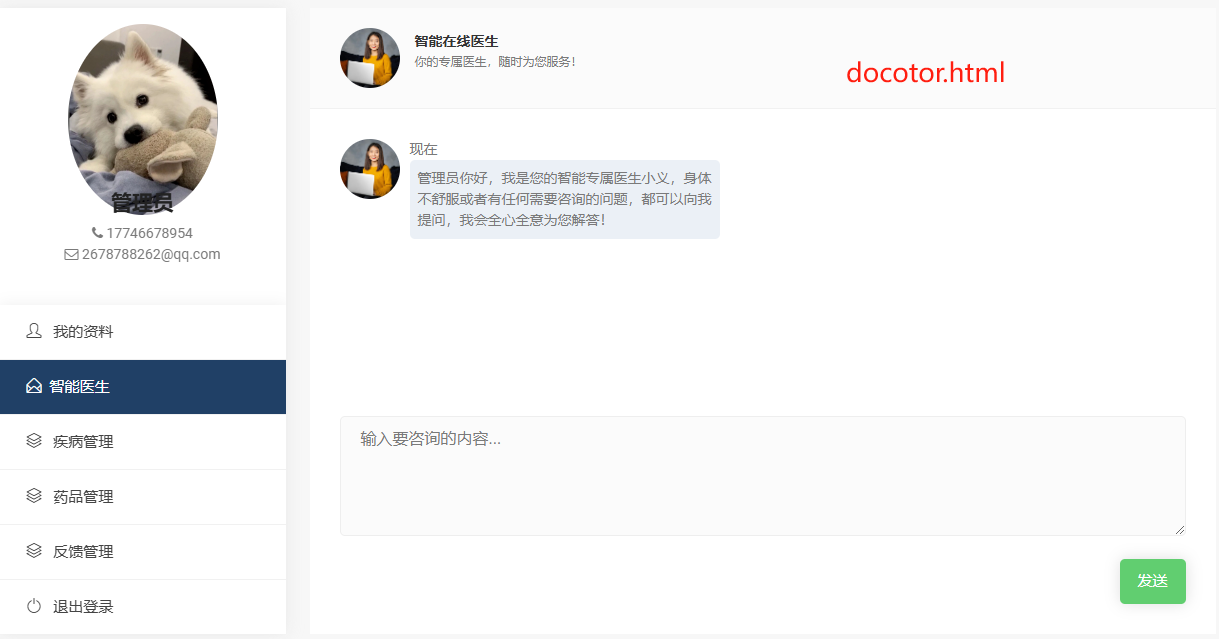 管理员
17746678954
2678788262@qq.com
我的资料
智能医生
疾病管理
药品管理
反馈管理
退出登录
智能在线医生
你的专属医生，随时为您服务！
docotor.html
现在
管理员你好，我是您的智能专属医生小义，身体
不舒服或者有任何需要咨询的问题，都可以向我
提问，我会全心全意为您解答！
输入要咨询的内容...
发送